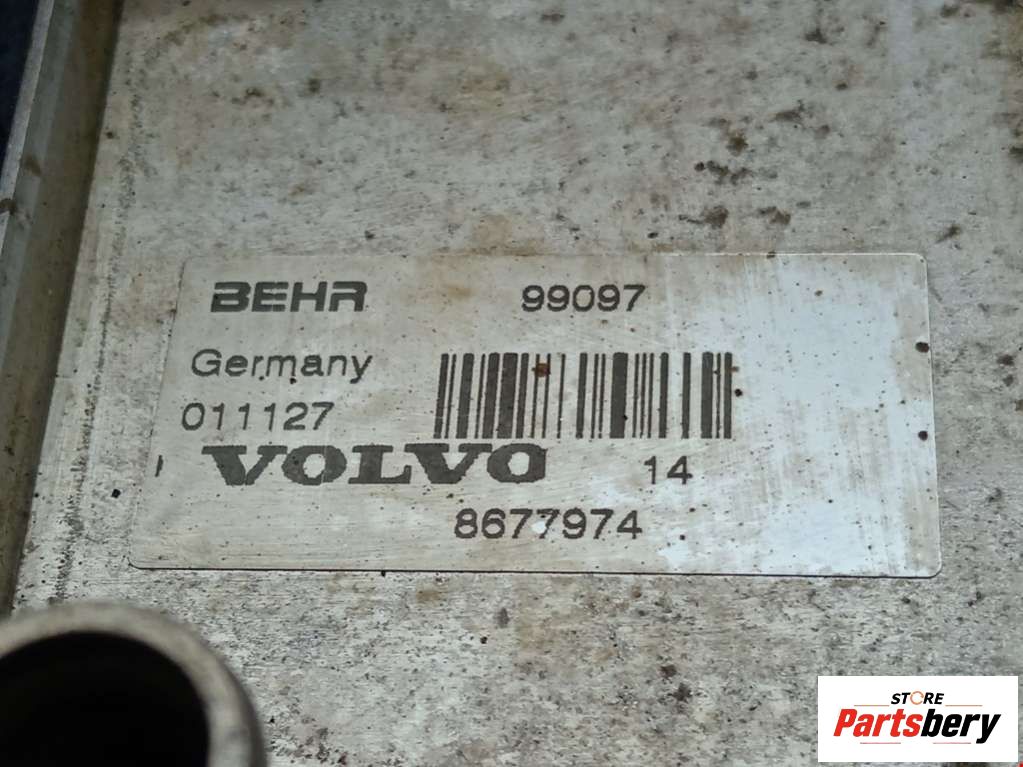 BEHR 99097
Germany
011127
VOLVO 14
8677974
STORE
Partsbery